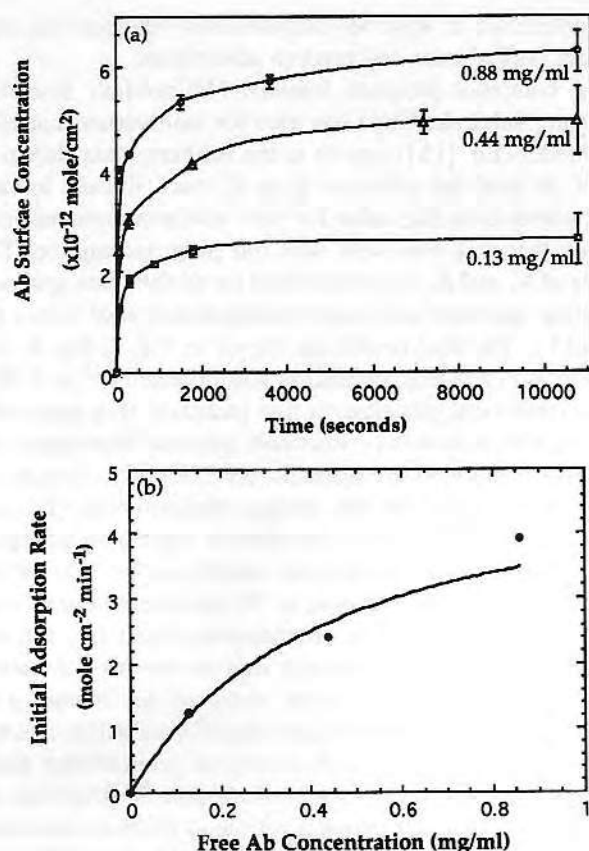 (a)
6
4
2
0
0.88 mg/ml
0.44 mg/ml
0.13 mg/ml
Ab Surfcae Concentration
(x10-12 mole/cm2)
0 2000 4000 6000 8000 10000
Time (seconds)
(b)
5
4
3
2
1
0
Initial Adsorption Rate
(mole cm-2 min-1)
0 0.2 0.4 0.6 0.8 1
Free Ab Concentration (mg/ml)